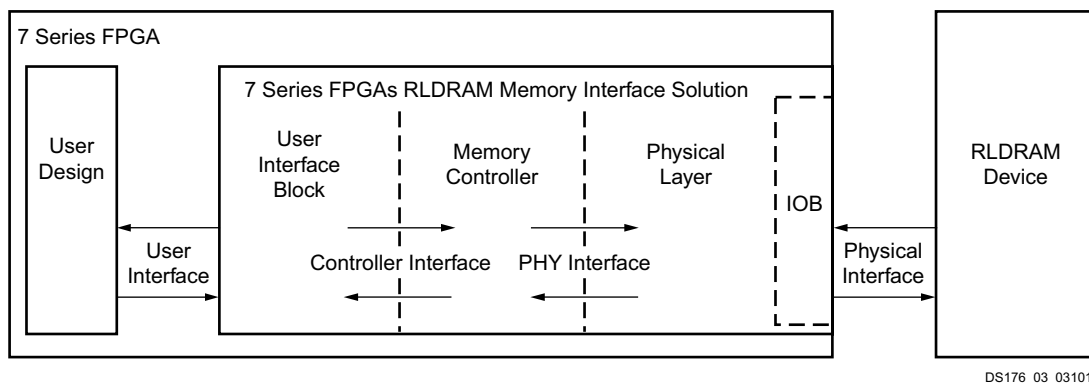 7 Series FPGA
7 Series FPGAs RLDRAM Memory Interface Solution
User
Design
User
Interface
Block
Memory
Controller
Physical
Layer
IOB
RLDRAM
Device
User
Interface
Controller Interface
PHY Interface
Physical
Interface
DS176_03_03101